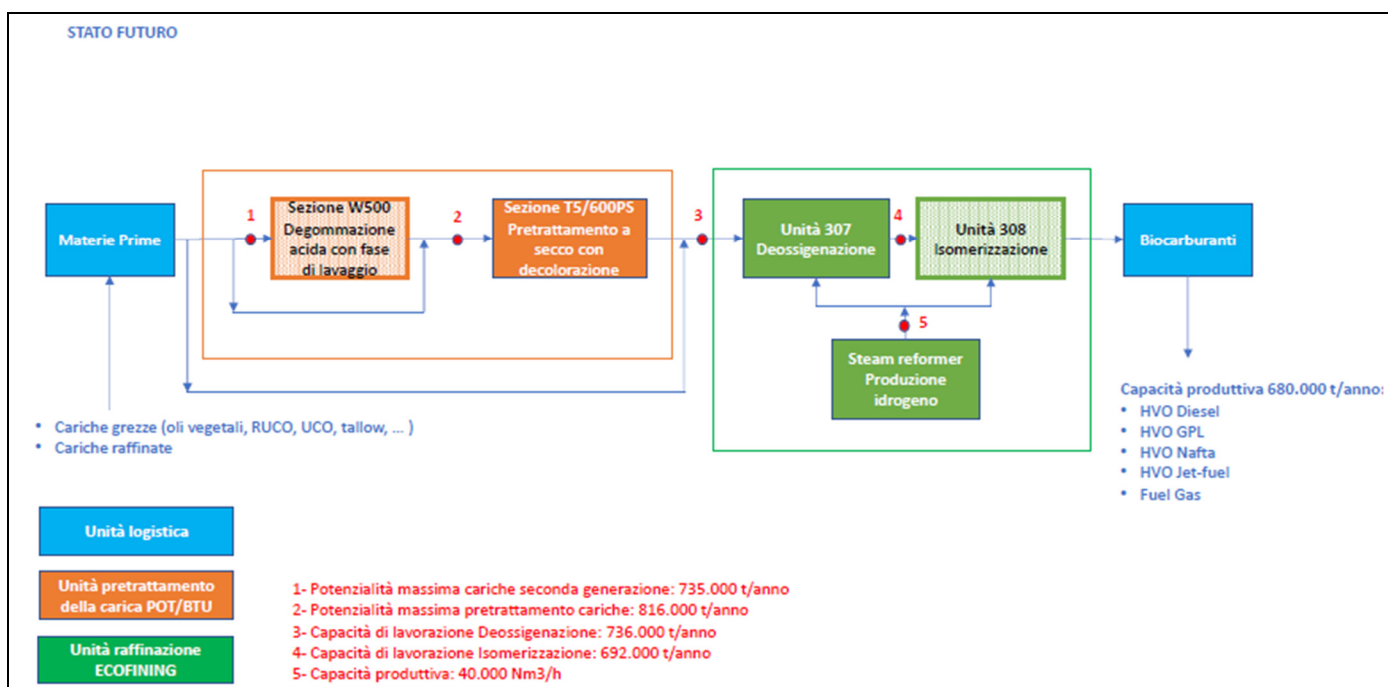 STATO FUTURO
Materie Prime
1
Sezione W500
Degommazione
acida con fase
di lavaggio
2
Sezione T5/600PS
Pretrattamento a
secco con
decolorazione
3
Unità 307
Deossigenazione
4
Unità 308
Isomerizzazione
Biocarburanti
5
Steam reformer
Produzione
idrogeno
• Cariche grezze (oli vegetali, RUCO, UCO, tallow, ... )
• Cariche raffinate
Capacità produttiva 680.000 t/anno:
• HVO Diesel
• HVO GPL
• HVO Nafta
• HVO Jet-fuel
• Fuel Gas
Unità logistica
Unità pretrattamento
della carica POT/BTU
Unità raffinazione
ECOFINING
1- Potenzialità massima cariche seconda generazione: 735.000 t/anno
2- Potenzialità massima pretrattamento cariche: 816.000 t/anno
3- Capacità di lavorazione Deossigenazione: 736.000 t/anno
4- Capacità di lavorazione Isomerizzazione: 692.000 t/anno
5- Capacità produttiva: 40.000 Nm3/h